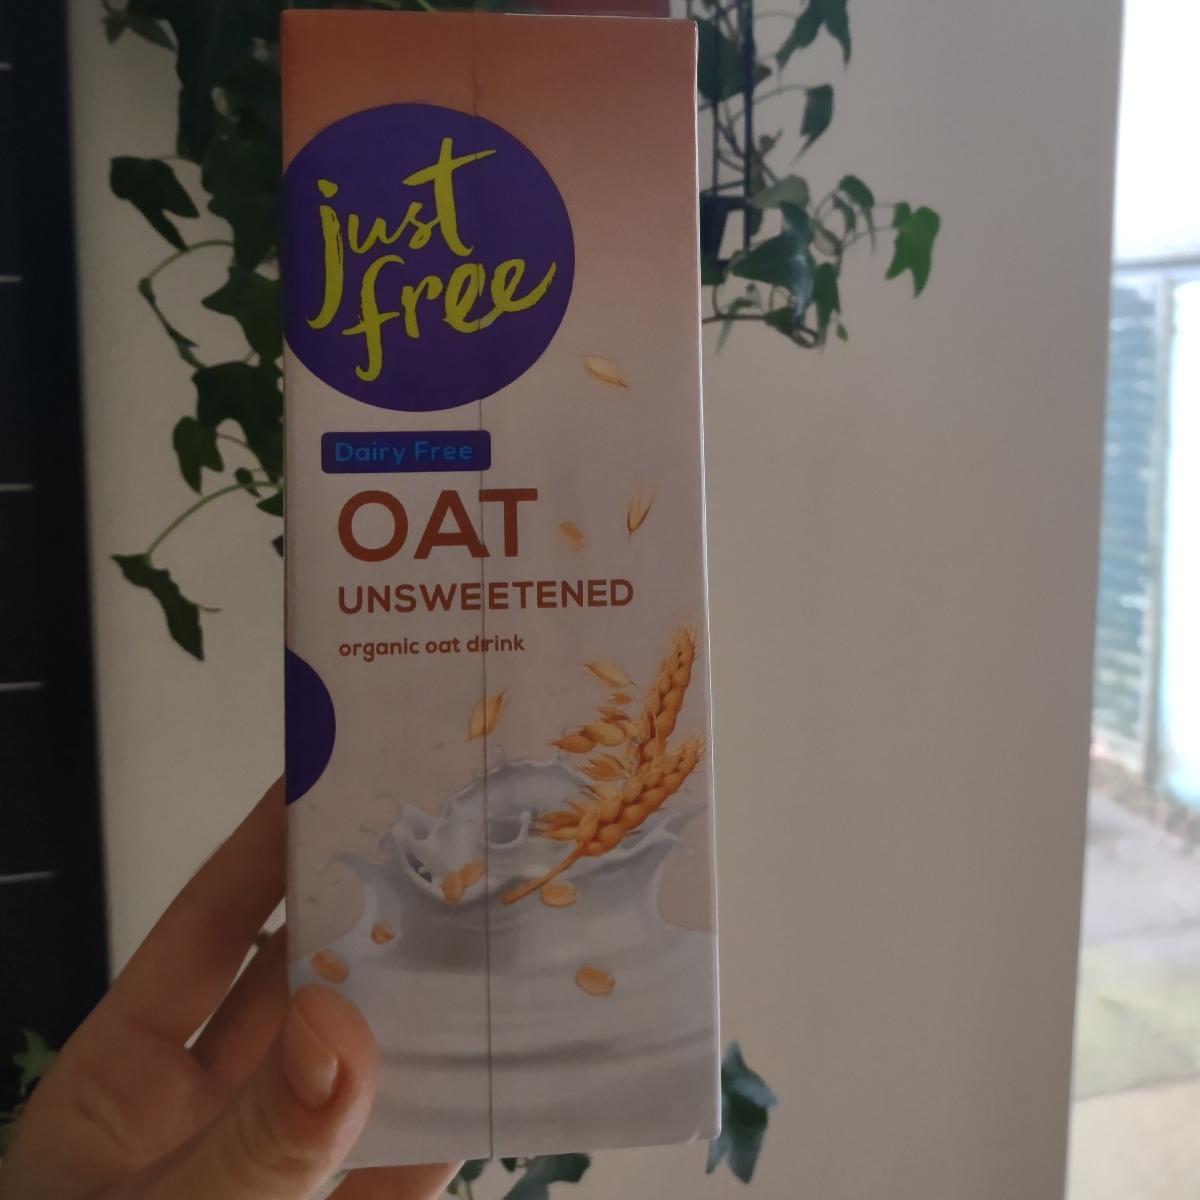 just
free
Dairy Free
OAT
UNSWEETENED
organic oat drink